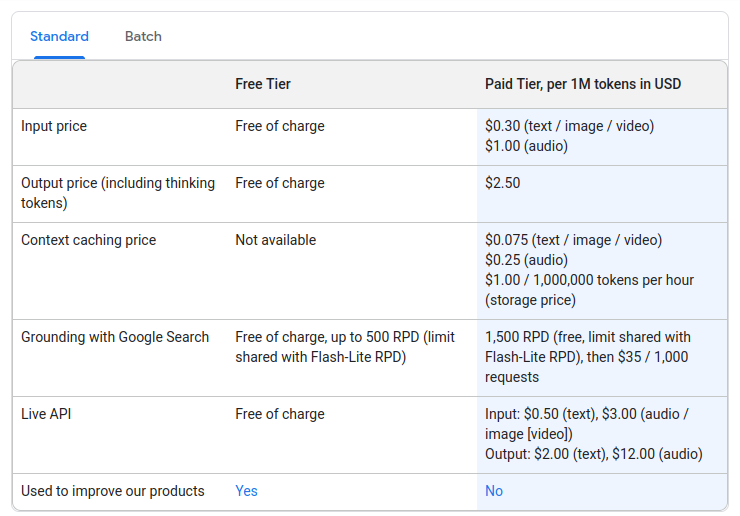 Standard Batch
Free Tier Paid Tier, per 1M tokens in USD
Input price Free of charge $0.30 (text / image / video)
$1.00 (audio)
Output price (including thinking Free of charge $2.50
tokens)
Context caching price Not available $0.075 (text / image / video)
$0.25 (audio)
$1.00 / 1,000,000 tokens per hour
(storage price)
Grounding with Google Search Free of charge, up to 500 RPD (limit 1,500 RPD (free, limit shared with
shared with Flash-Lite RPD) Flash-Lite RPD), then $35 / 1,000
requests
Live API Free of charge Input: $0.50 (text), $3.00 (audio /
image [video])
Output: $2.00 (text), $12.00 (audio)
Used to improve our products Yes No